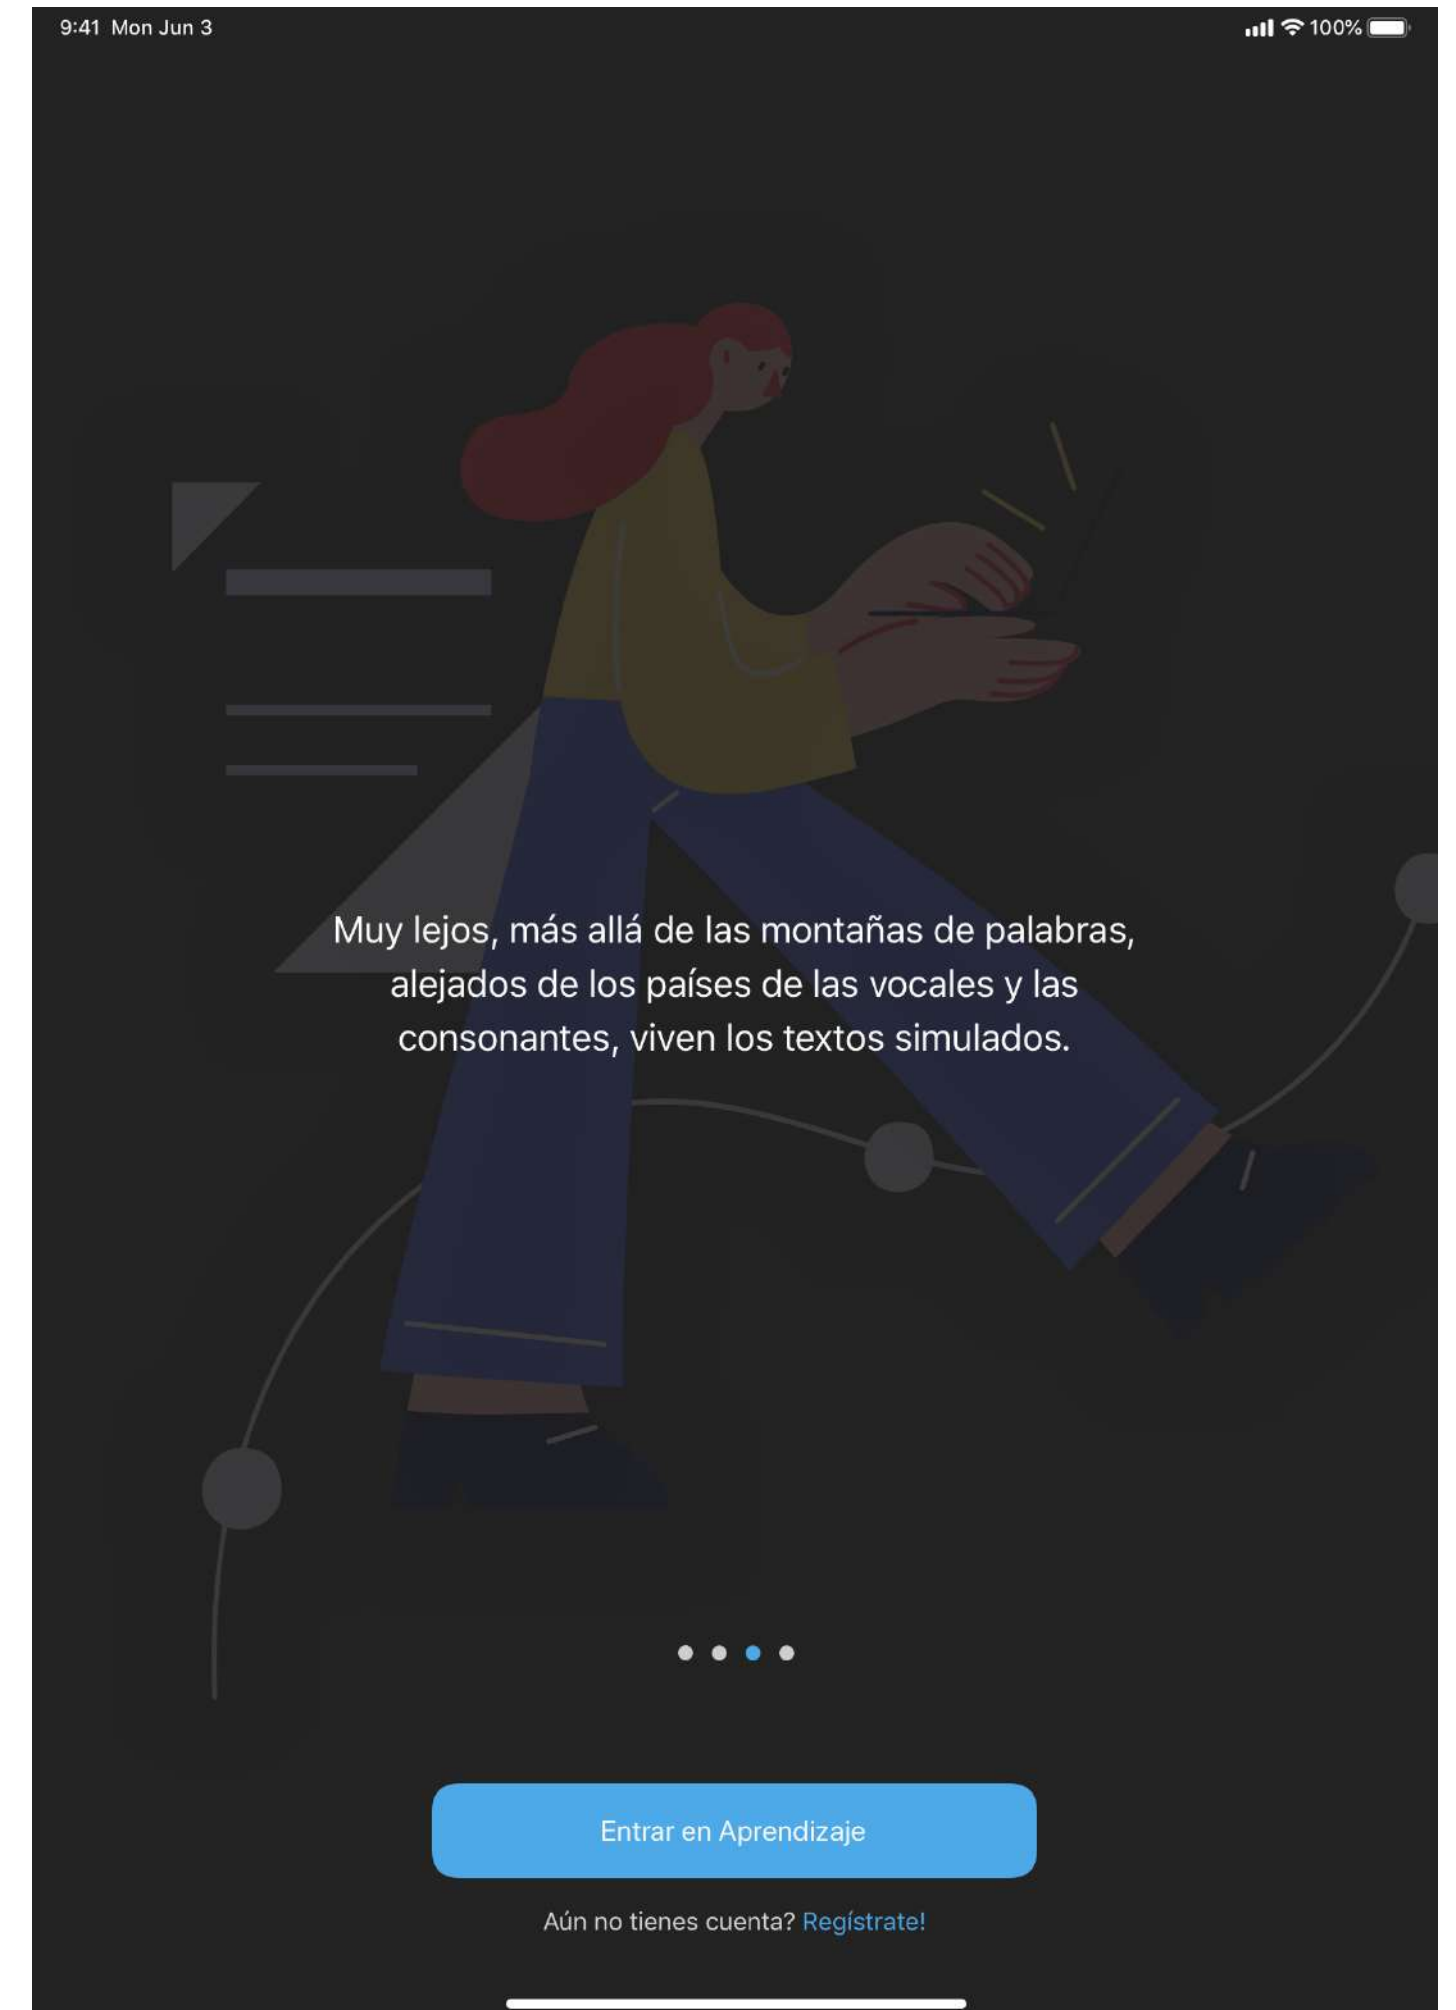 9:41 Mon Jun 3
100%
Muy lejos, más allá de las montañas de palabras,
alejados de los países de las vocales y las
consonantes, viven los textos simulados.
Entrar en Aprendizaje
Aún no tienes cuenta? Regístrate!